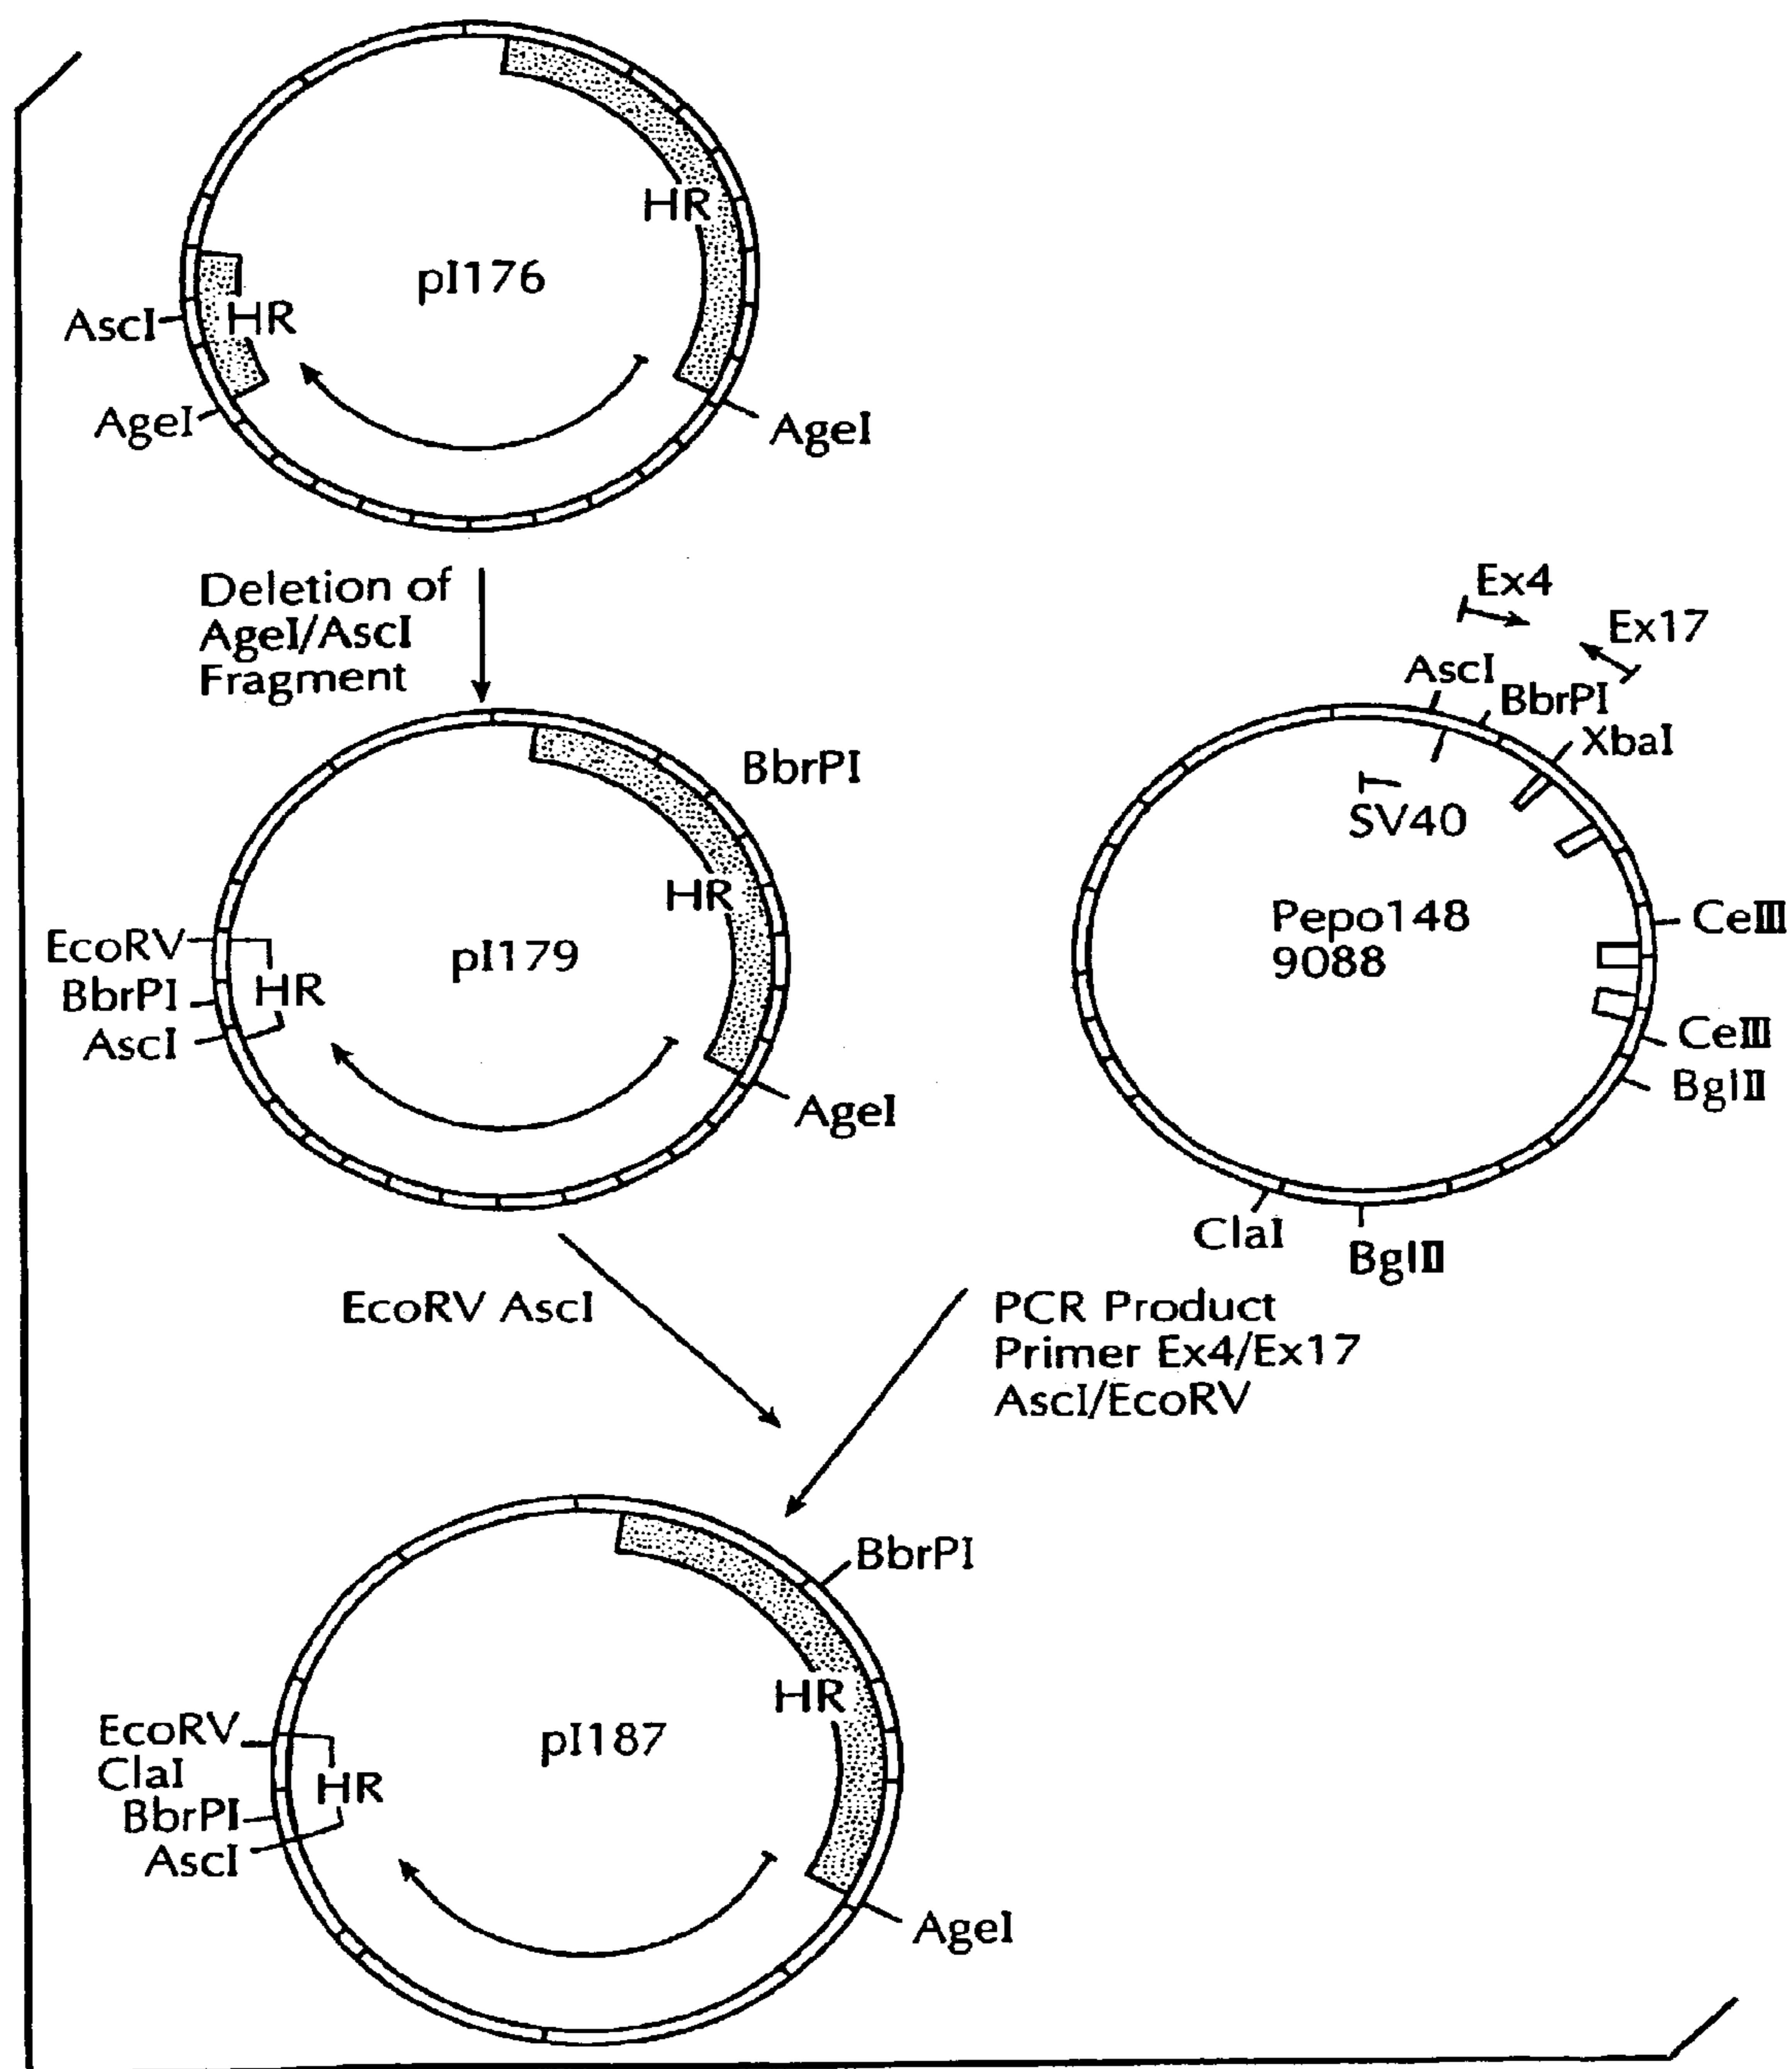 HR
pI176
HR
AscI
AgeI
AgeI
Deletion of
AgeI/AscI
Fragment
Ex4
Ex17
AscI
BbrPI
XbaI
SV40
Pepo148
9088
CeIII
CeIII
BglII
BglII
ClaI
BbrPI
HR
pI179
EcoRV
BbrPI
HR
AscI
AgeI
EcoRV AscI
PCR Product
Primer Ex4/Ex17
AscI/EcoRV
BbrPI
HR
pI187
EcoRV
ClaI
HR
BbrPI
AscI
AgeI